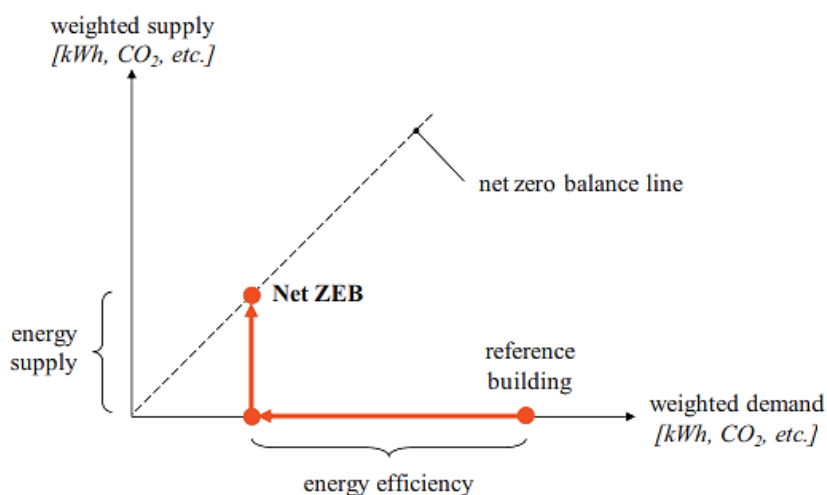 weighted supply
[kWh, CO₂, etc.]
net zero balance line
Net ZEB
energy
supply
reference
building
weighted demand
[kWh, CO₂, etc.]
energy efficiency